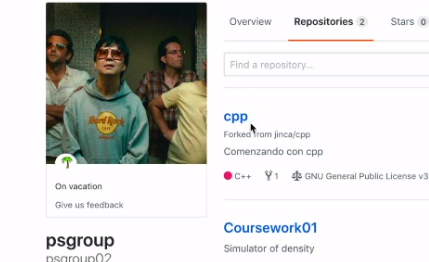 Overview Repositories 2 Stars 0
Find a repository...
Hard Rock
CAFE
cpp
Forked from jinca/cpp
Comenzando con cpp
C++ 1 GNU General Public License v3
On vacation
Give us feedback
psgroup
psgroup02
Coursework01
Simulator of density